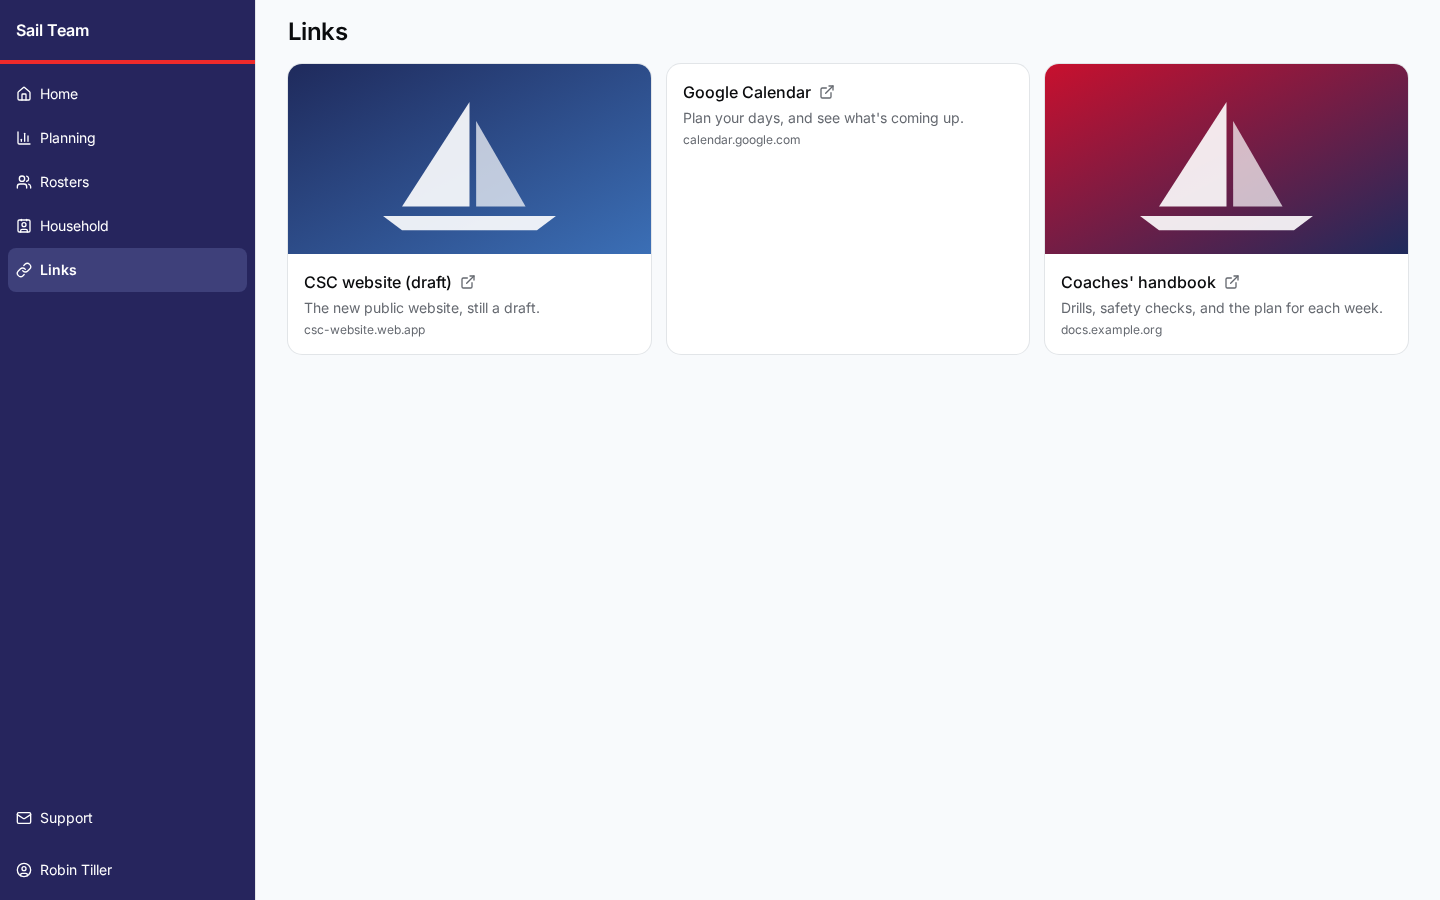 Sail Team
Home
Planning
Rosters
Household
Links
Support
Robin Tiller
Links
CSC website (draft)
The new public website, still a draft.
csc-website.web.app
Google Calendar
Plan your days, and see what's coming up.
calendar.google.com
Coaches' handbook
Drills, safety checks, and the plan for each week.
docs.example.org